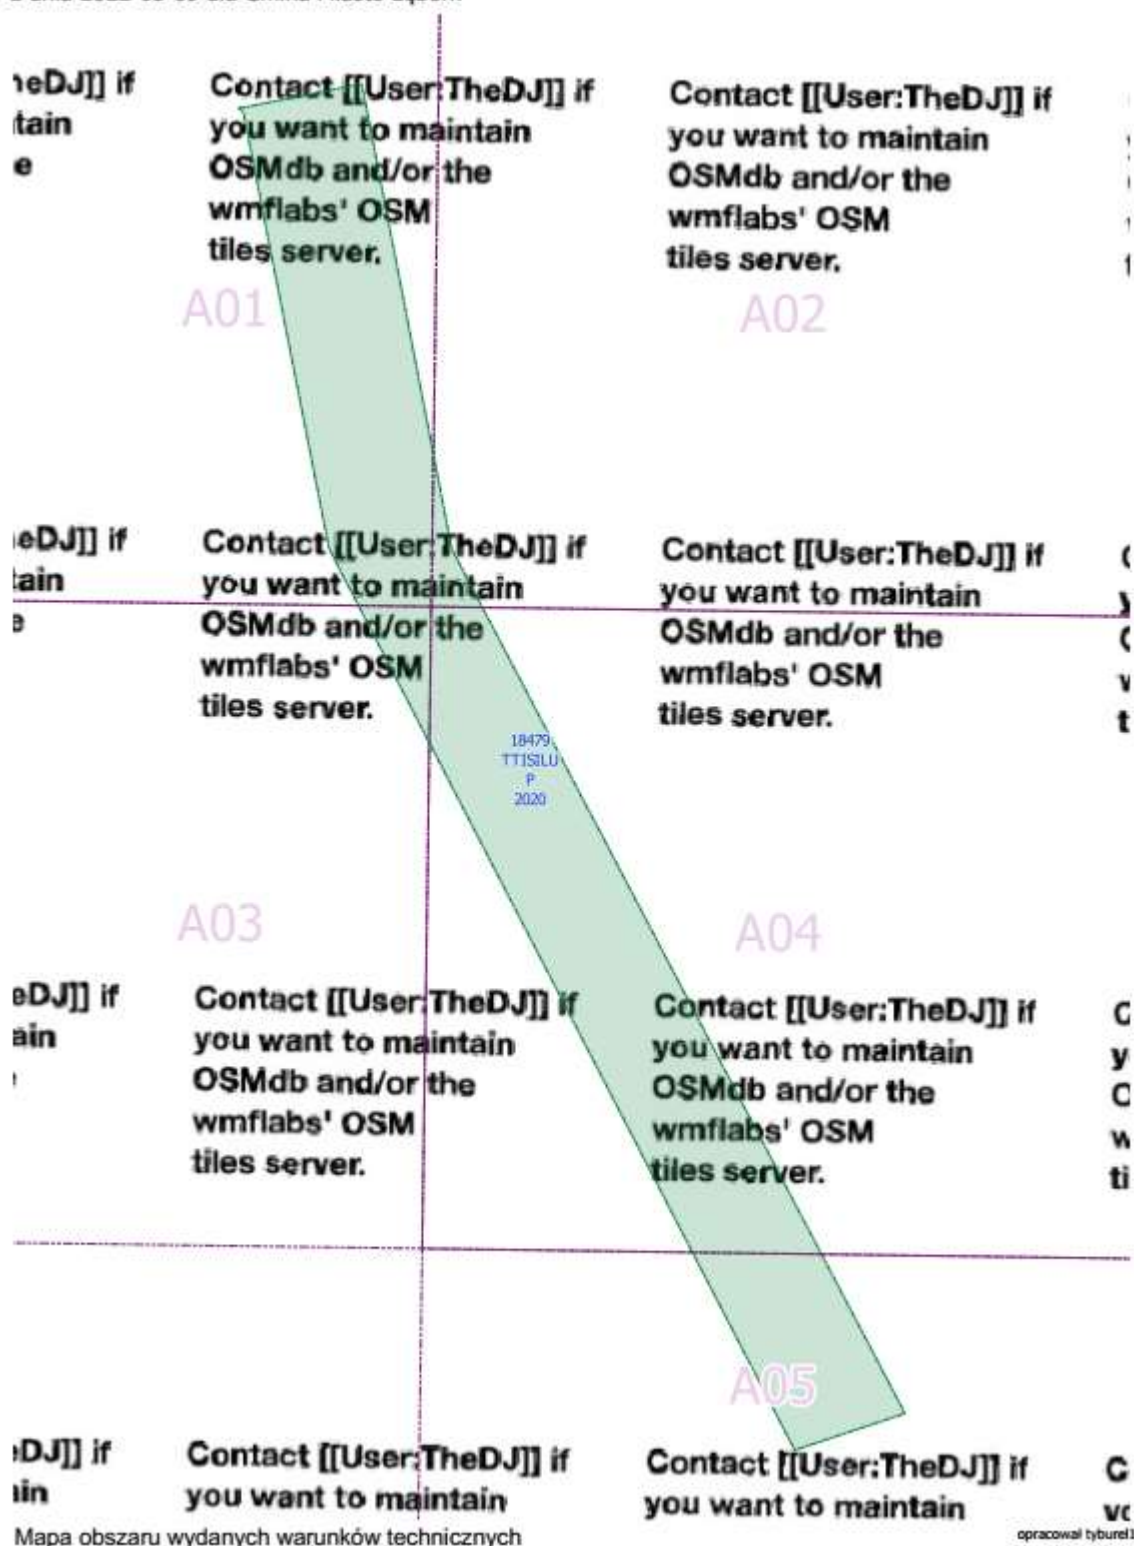 Contact [[User:TheDJ]] if
you want to maintain
OSMdb and/or the
wmflabs' OSM
tiles server.
Contact [[User:TheDJ]] if
you want to maintain
OSMdb and/or the
wmflabs' OSM
tiles server.
A01
A02
Contact [[User:TheDJ]] if
you want to maintain
OSMdb and/or the
wmflabs' OSM
tiles server.
Contact [[User:TheDJ]] if
you want to maintain
OSMdb and/or the
wmflabs' OSM
tiles server.
18479
TTISILU
P
2020
A03
A04
Contact [[User:TheDJ]] if
you want to maintain
OSMdb and/or the
wmflabs' OSM
tiles server.
Contact [[User:TheDJ]] if
you want to maintain
OSMdb and/or the
wmflabs' OSM
tiles server.
A05
Contact [[User:TheDJ]] if
you want to maintain
Contact [[User:TheDJ]] if
you want to maintain
Mapa obszaru wydanych warunków technicznych
opracował tyburel1